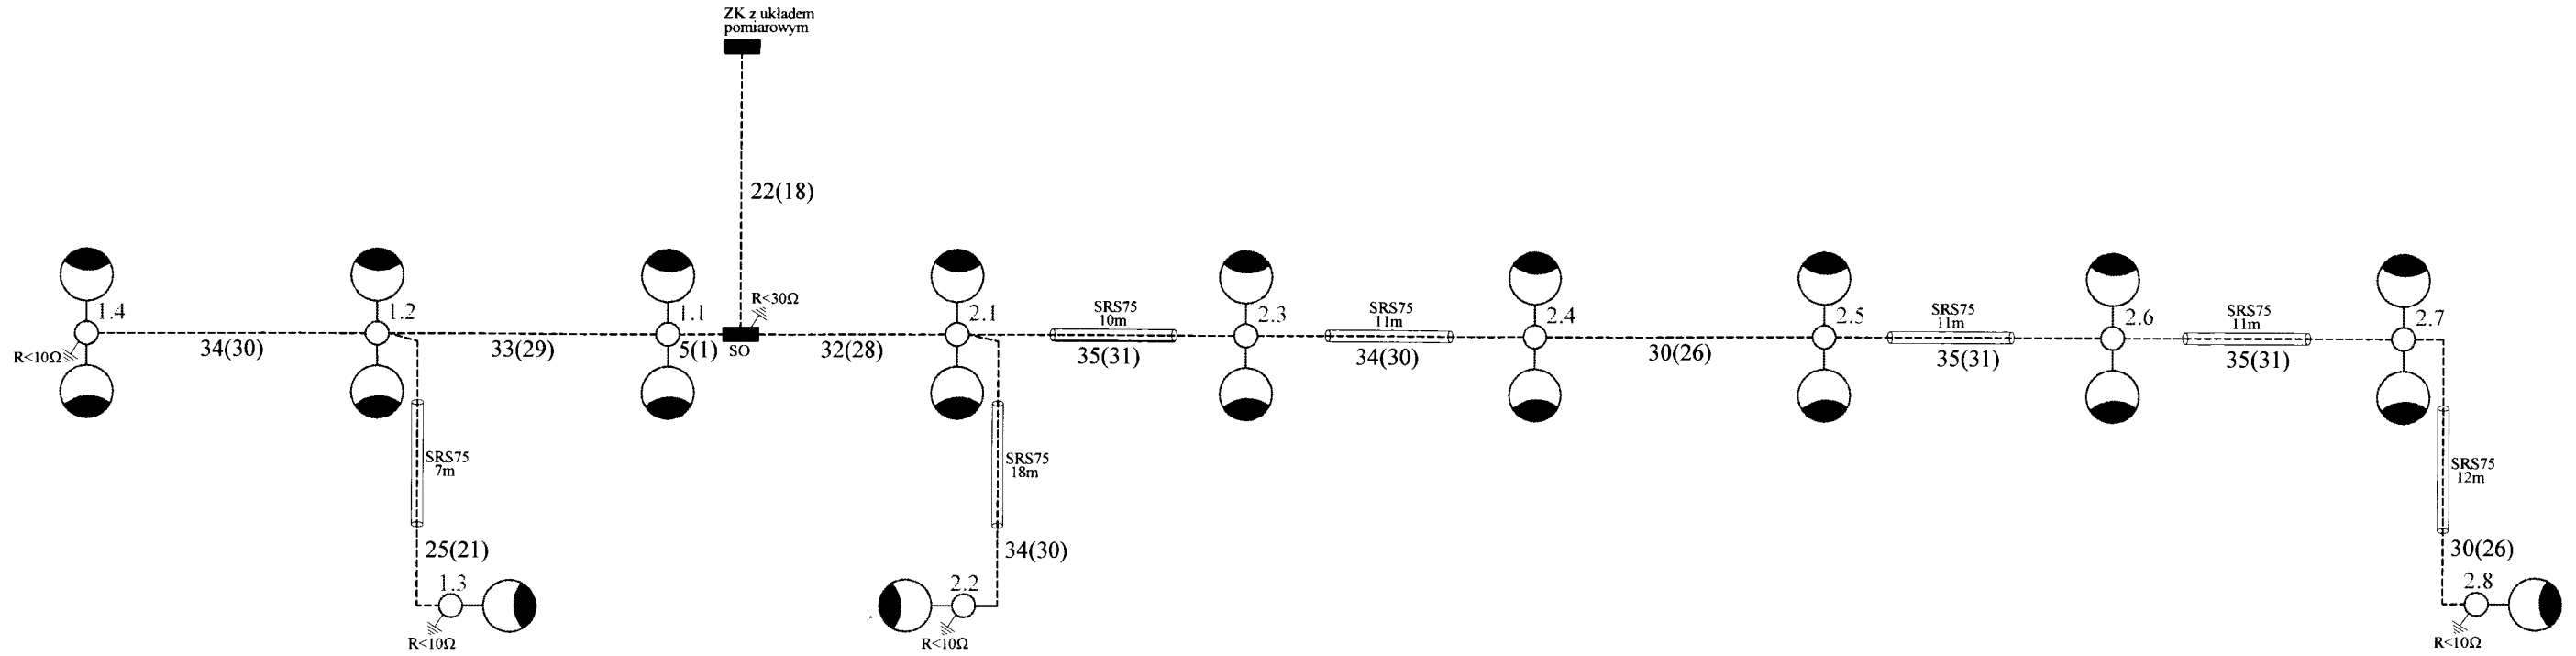 ZK z układem
pomiarowym
22(18)
R<30Ω
1.4
1.2
1.1
2.1
2.3
2.4
2.5
2.6
2.7
SRS75
10m
SRS75
11m
SRS75
11m
SRS75
11m
R<10Ω
34(30)
33(29)
5(1)
SO
32(28)
35(31)
34(30)
30(26)
35(31)
35(31)
SRS75
7m
SRS75
18m
SRS75
12m
25(21)
34(30)
30(26)
1.3
2.2
2.8
R<10Ω
R<10Ω
R<10Ω